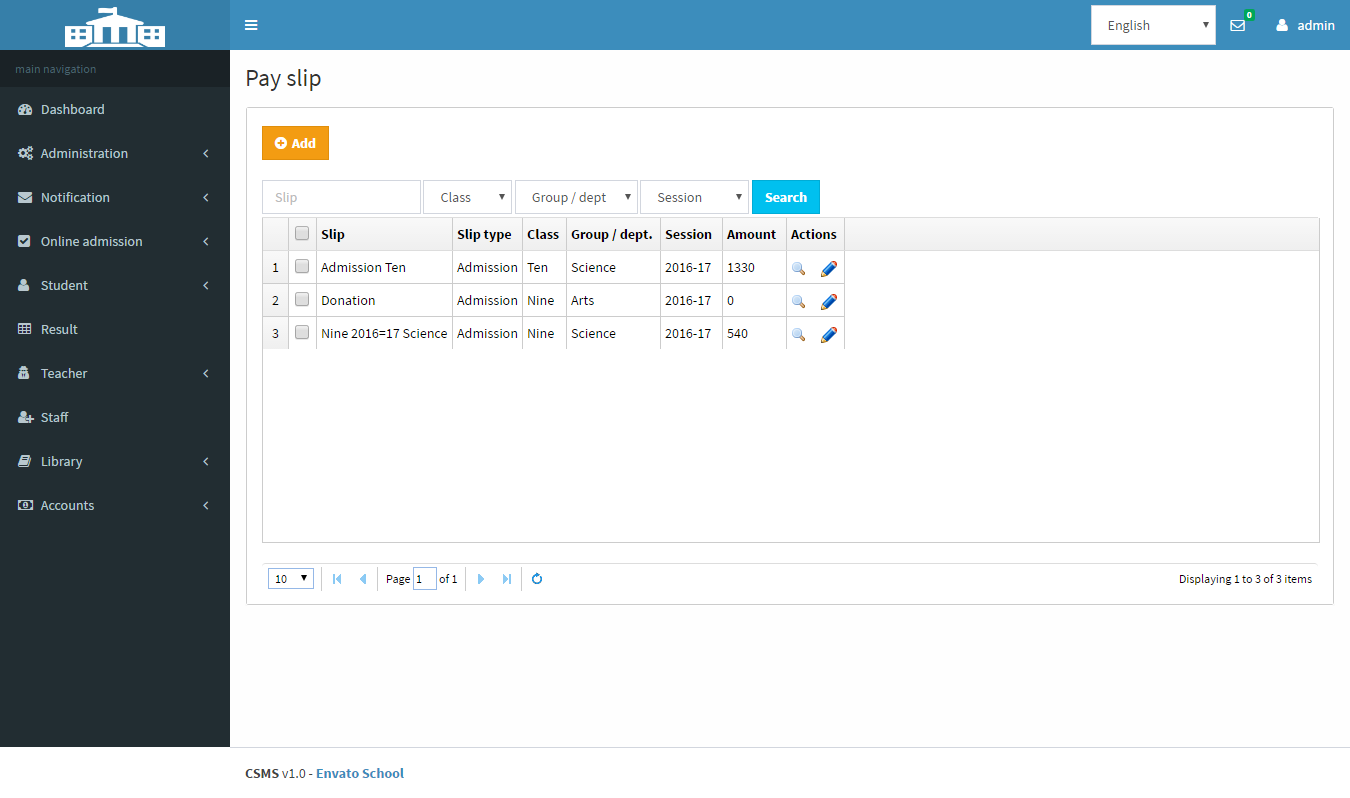 English 0 admin
main navigation
Dashboard
Administration
Notification
Online admission
Student
Result
Teacher
Staff
Library
Accounts
Pay slip
Add
Slip Class Group / dept Session Search
Slip Slip type Class Group / dept. Session Amount Actions
1 Admission Ten Admission Ten Science 2016-17 1330
2 Donation Admission Nine Arts 2016-17 0
3 Nine 2016=17 Science Admission Nine Science 2016-17 540
10 Page 1 of 1 Displaying 1 to 3 of 3 items
CSMS v1.0 - Envato School